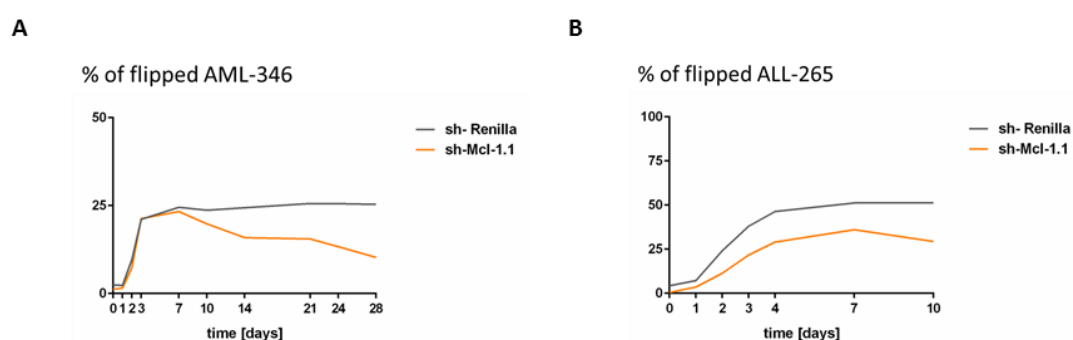 A
% of flipped AML-346
50
25
0
sh- Renilla
sh-Mcl-1.1
0 1 2 3 7 10 14 21 24 28
time [days]
B
% of flipped ALL-265
100
75
50
25
0
sh- Renilla
sh-Mcl-1.1
0 1 2 3 4 7 10
time [days]